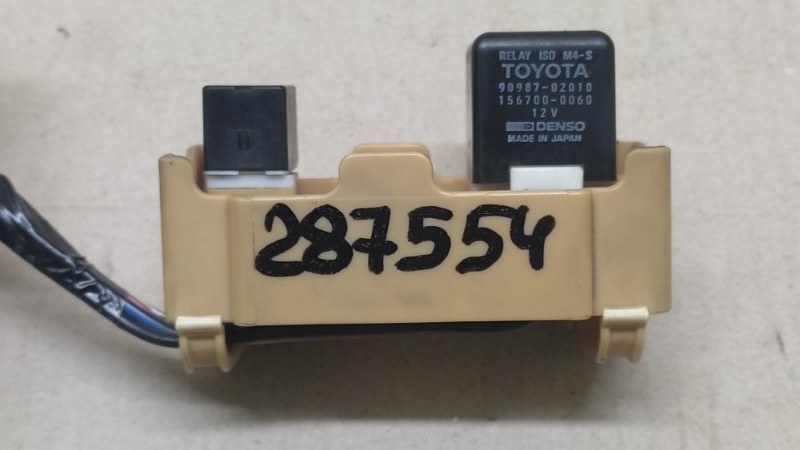 RELAY ISO M4-S
TOYOTA
90987-02010
156700-0060
12V
DENSO
MADE IN JAPAN
287554